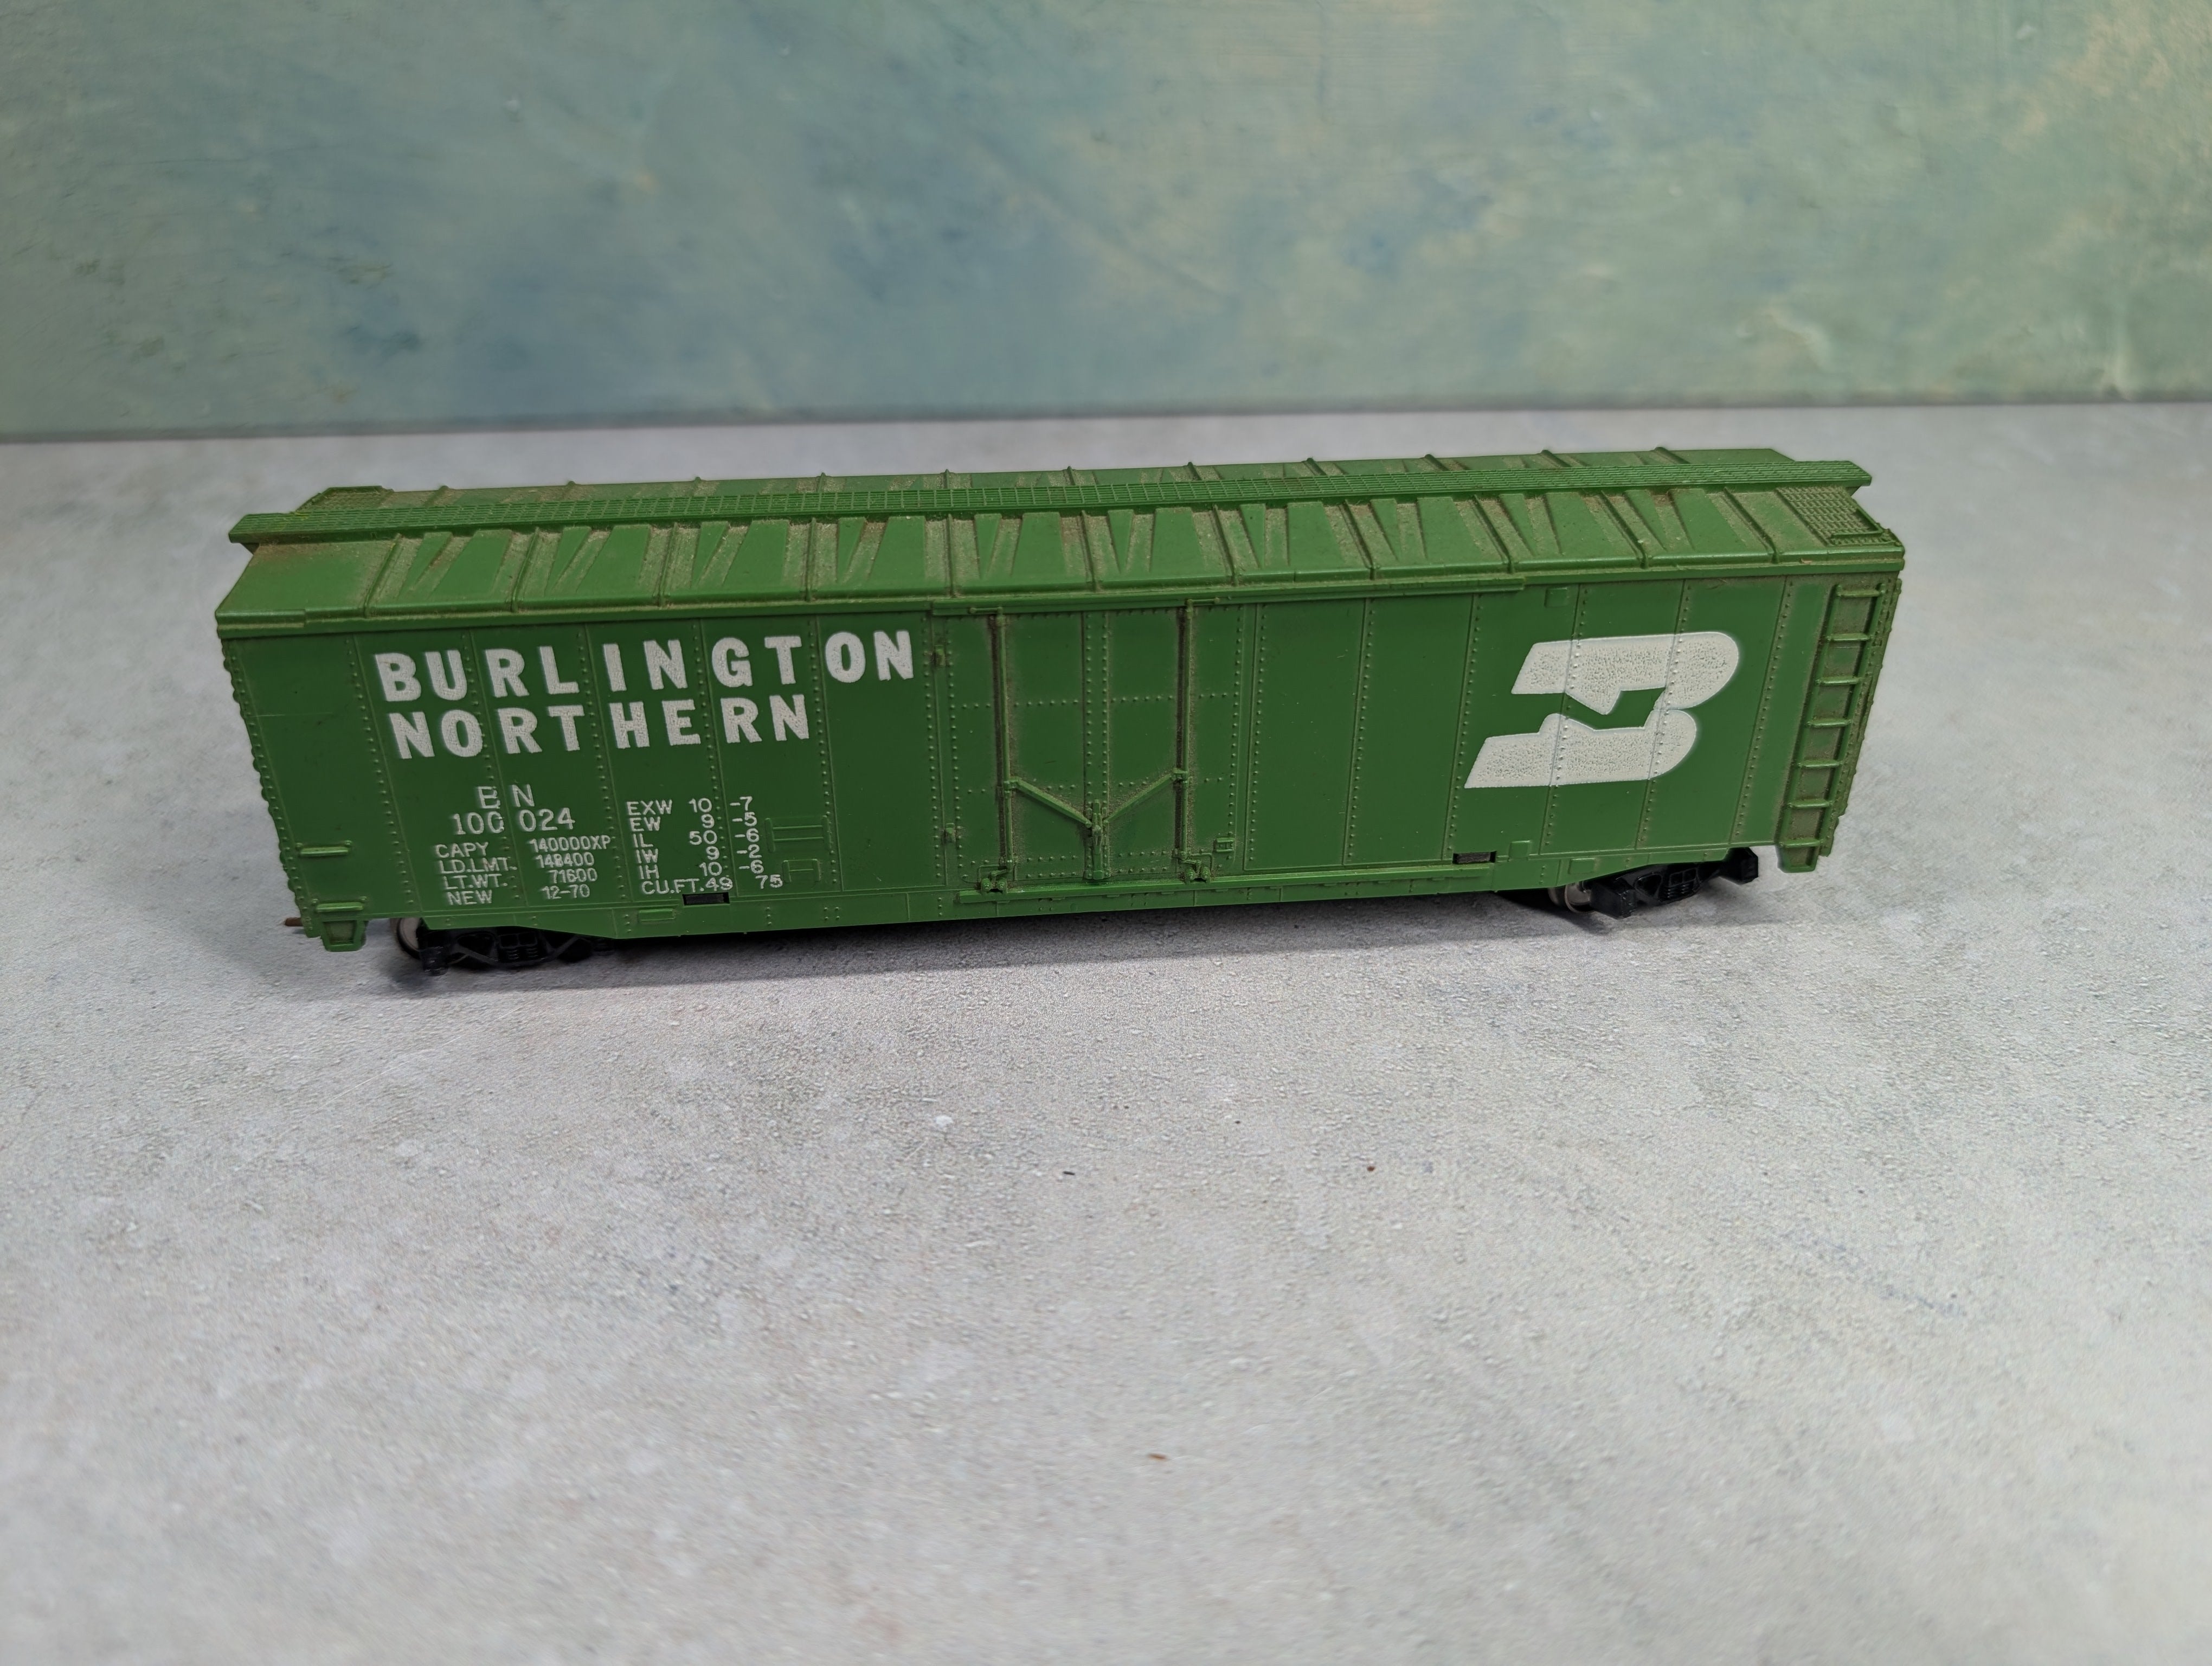 BURLINGTON
NORTHERN
BN
100 024
CAPY 140000XP
LD.LMT. 148400
LT.WT. 71600
NEW 12-70
EXW 10 -7
EW 9 -5
IL 50 -6
IW 9 -2
IH 10 -6
CU.FT. 49 75